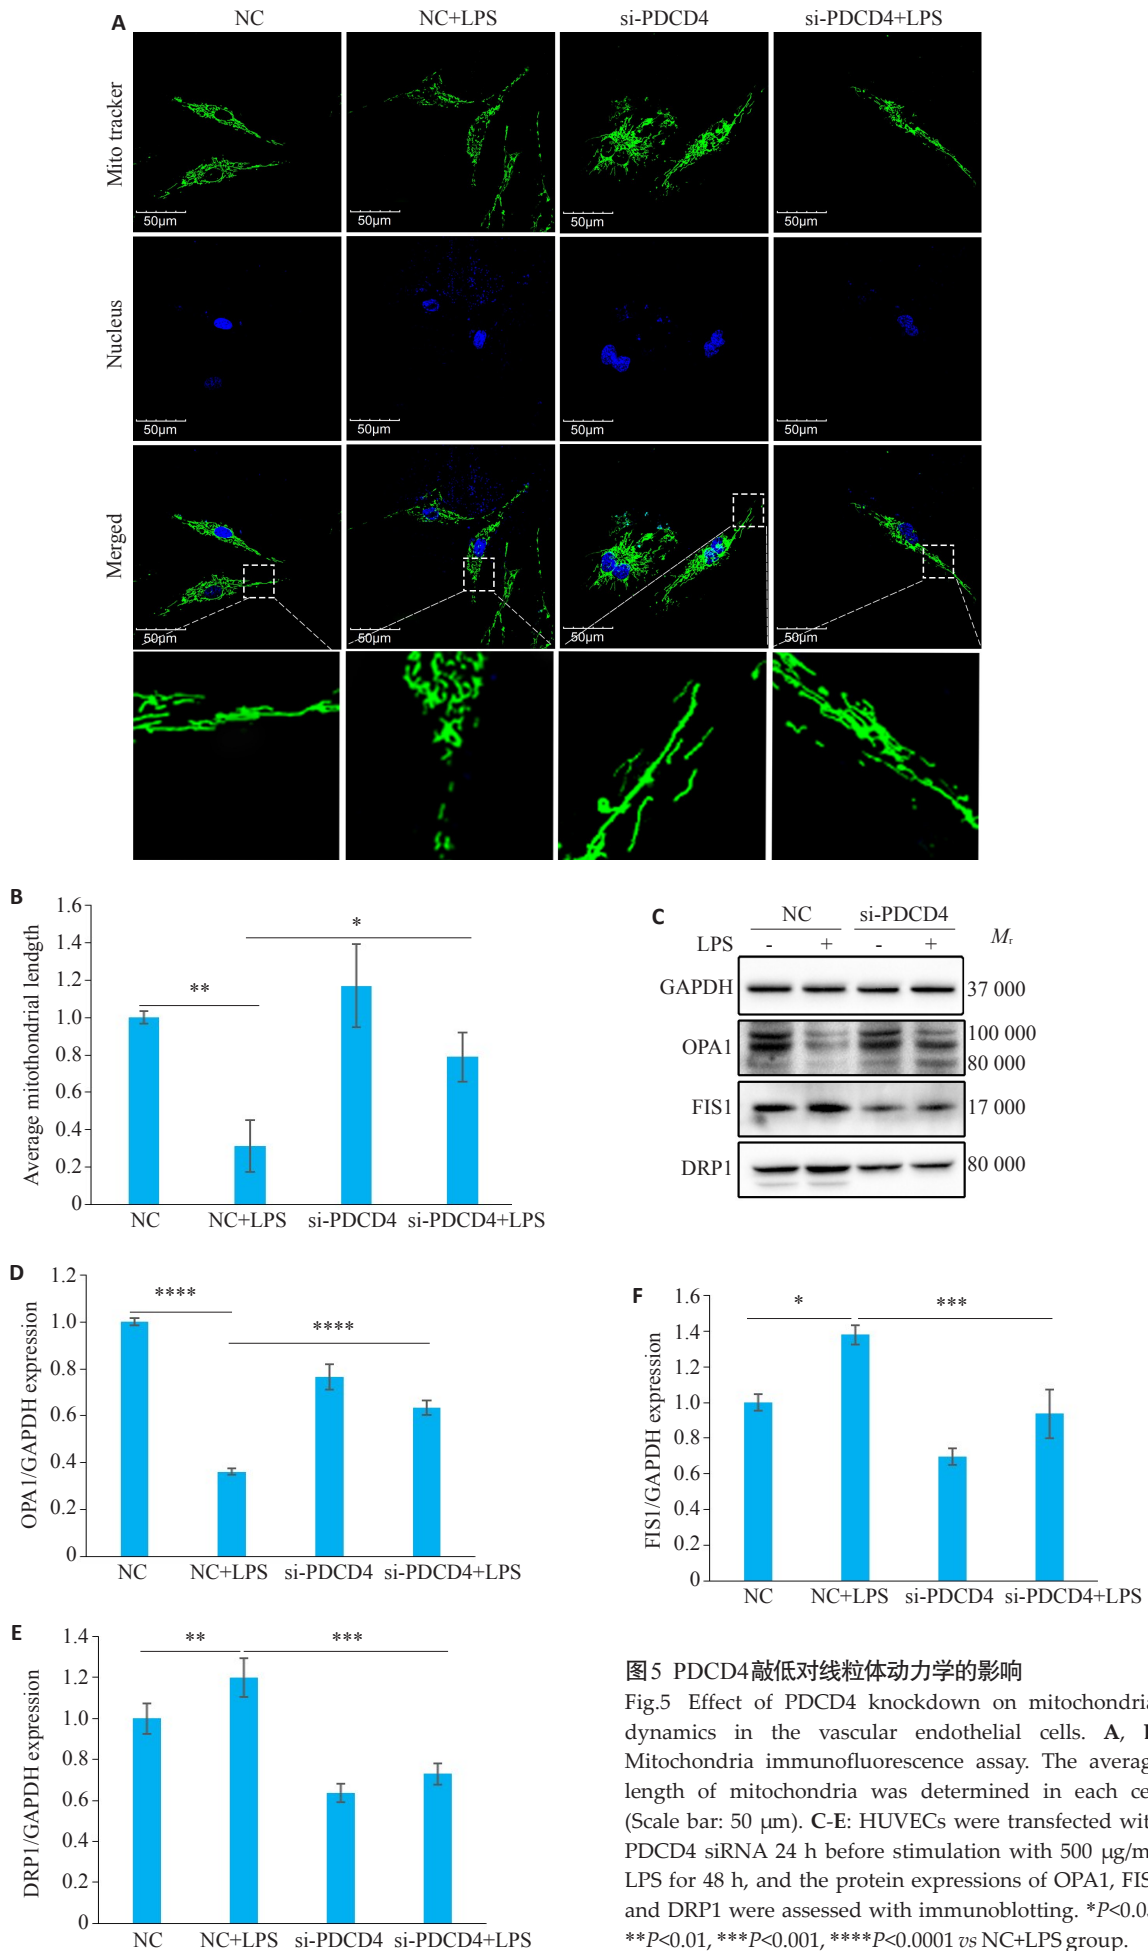 A
NC
NC+LPS
si-PDCD4
si-PDCD4+LPS
Mito tracker
50μm
50μm
50μm
50μm
Nucleus
50μm
50μm
50μm
50μm
Merged
50μm
50μm
50μm
50μm
B
Average mitothondrial lendgth
1.6
1.4
1.2
1.0
0.8
0.6
0.4
0.2
0
**
*
NC
NC+LPS
si-PDCD4
si-PDCD4+LPS
C
NC
si-PDCD4
LPS
- + - +
Mr
GAPDH
37 000
OPA1
100 000
80 000
FIS1
17 000
DRP1
80 000
D
OPA1/GAPDH expression
1.2
1.0
0.8
0.6
0.4
0.2
0
****
****
NC
NC+LPS
si-PDCD4
si-PDCD4+LPS
F
FIS1/GAPDH expression
1.6
1.4
1.2
1.0
0.8
0.6
0.4
0.2
0
*
***
NC
NC+LPS
si-PDCD4
si-PDCD4+LPS
E
DRP1/GAPDH expression
1.4
1.2
1.0
0.8
0.6
0.4
0.2
0
**
***
NC
NC+LPS
si-PDCD4
si-PDCD4+LPS
图5 PDCD4敲低对线粒体动力学的影响
Fig.5 Effect of PDCD4 knockdown on mitochondria
dynamics in the vascular endothelial cells. A,
Mitochondria immunofluorescence assay. The averag
length of mitochondria was determined in each ce
(Scale bar: 50 μm). C-E: HUVECs were transfected wit
PDCD4 siRNA 24 h before stimulation with 500 μg/m
LPS for 48 h, and the protein expressions of OPA1, FIS
and DRP1 were assessed with immunoblotting. *P<0.0
**P<0.01, ***P<0.001, ****P<0.0001 vs NC+LPS group.